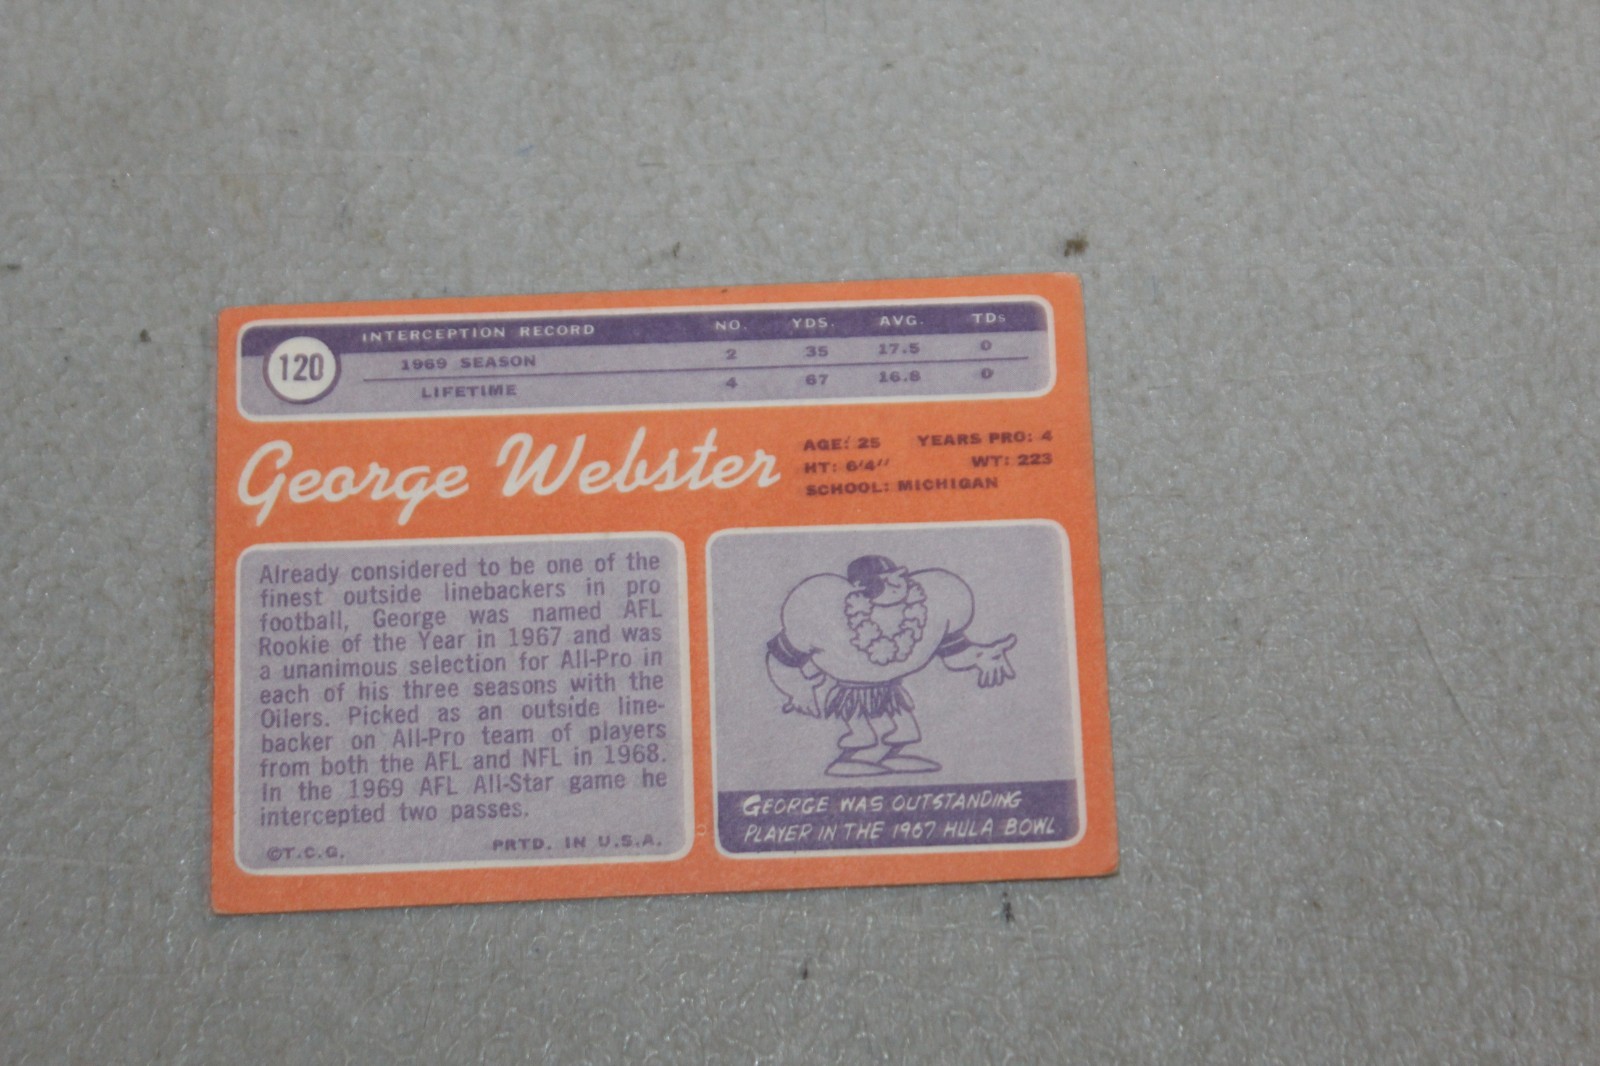 120
INTERCEPTION RECORD NO. YDS. AVG. TDs
1969 SEASON 2 35 17.5 0
LIFETIME 4 67 16.8 0
George Webster
AGE: 25 YEARS PRO: 4
HT: 6'4'' WT: 223
SCHOOL: MICHIGAN
Already considered to be one of the
finest outside linebackers in pro
football, George was named AFL
Rookie of the Year in 1967 and was
a unanimous selection for All-Pro in
each of his three seasons with the
Oilers. Picked as an outside line-
backer on All-Pro team of players
from both the AFL and NFL in 1968.
In the 1969 AFL All-Star game he
intercepted two passes.
©T.C.G. PRTD. IN U.S.A.
GEORGE WAS OUTSTANDING
PLAYER IN THE 1967 HULA BOWL